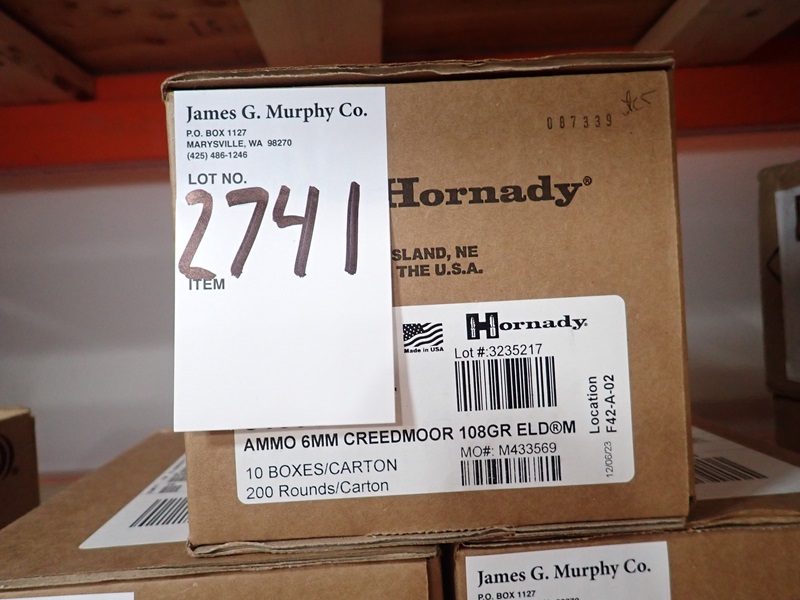 James G. Murphy Co.
P.O. BOX 1127
MARYSVILLE, WA 98270
(425) 486-1246
LOT NO.
2741
ITEM
087339
Hornady®
ISLAND, NE
THE U.S.A.
Made in USA
Hornady.
Lot #:3235217
AMMO 6MM CREEDMOOR 108GR ELD®M
10 BOXES/CARTON
200 Rounds/Carton
MO#: M433569
12/06/23
Location
F42-A-02
James G. Murphy Co.
P.O. BOX 1127